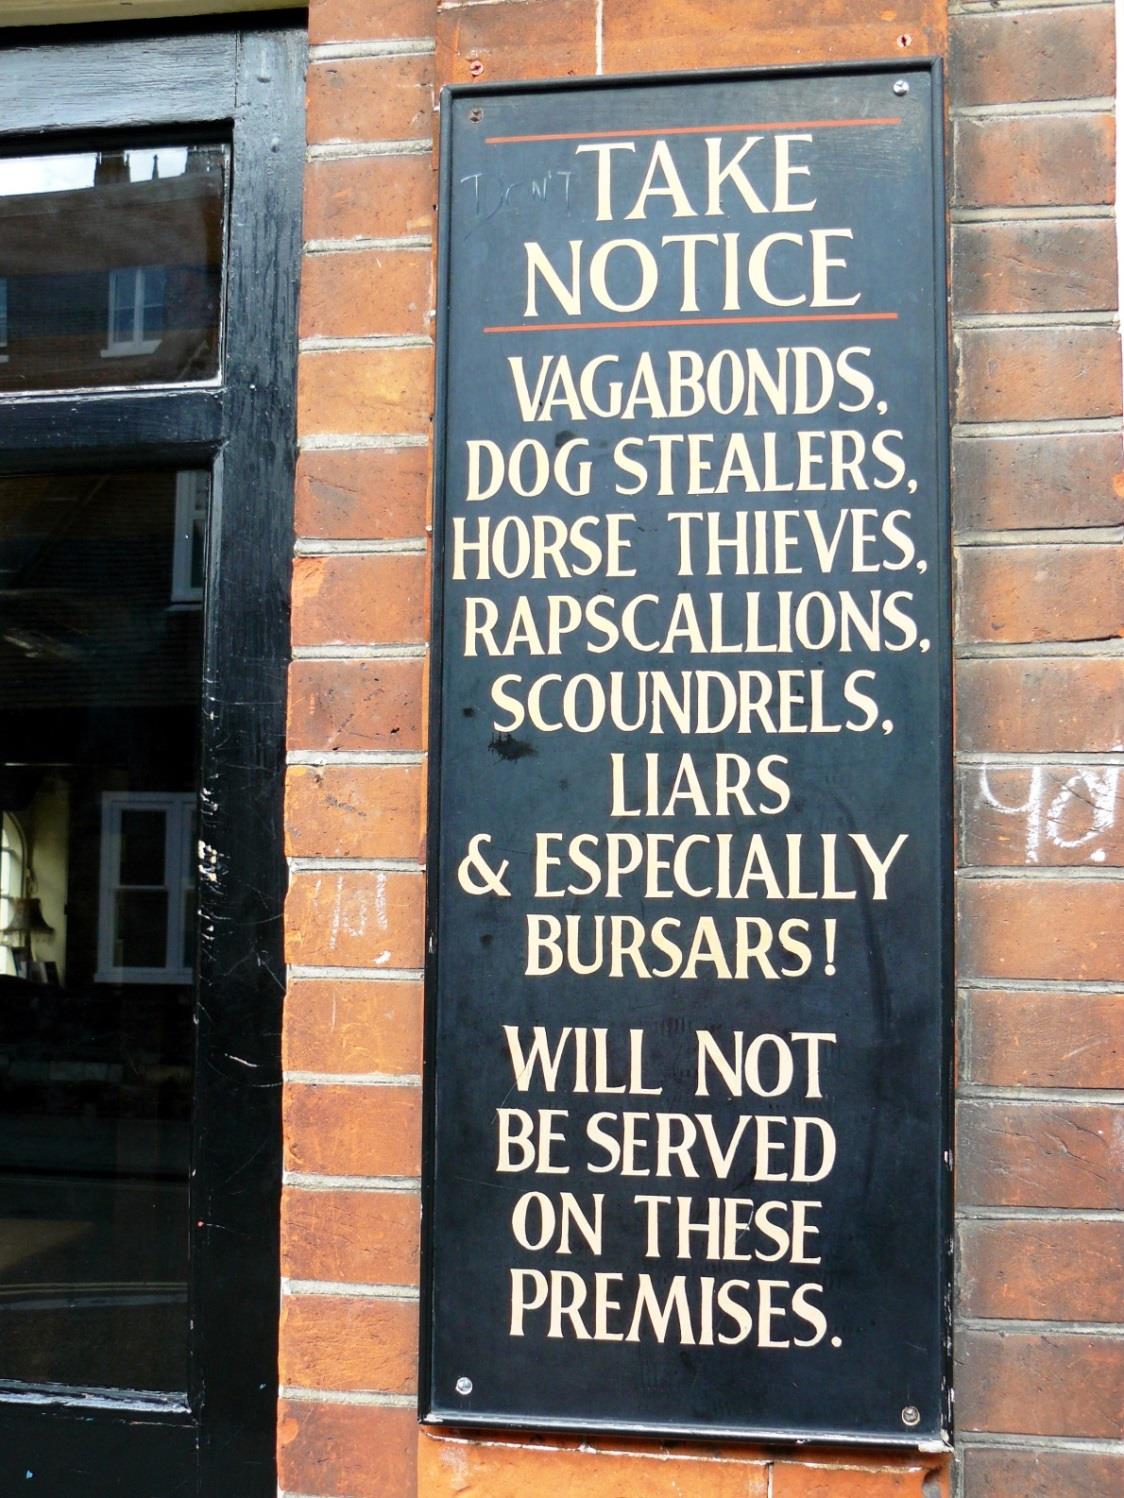 DON'T TAKE
NOTICE
VAGABONDS,
DOG STEALERS,
HORSE THIEVES,
RAPSCALLIONS,
SCOUNDRELS,
LIARS
& ESPECIALLY
BURSARS!
WILL NOT
BE SERVED
ON THESE
PREMISES.